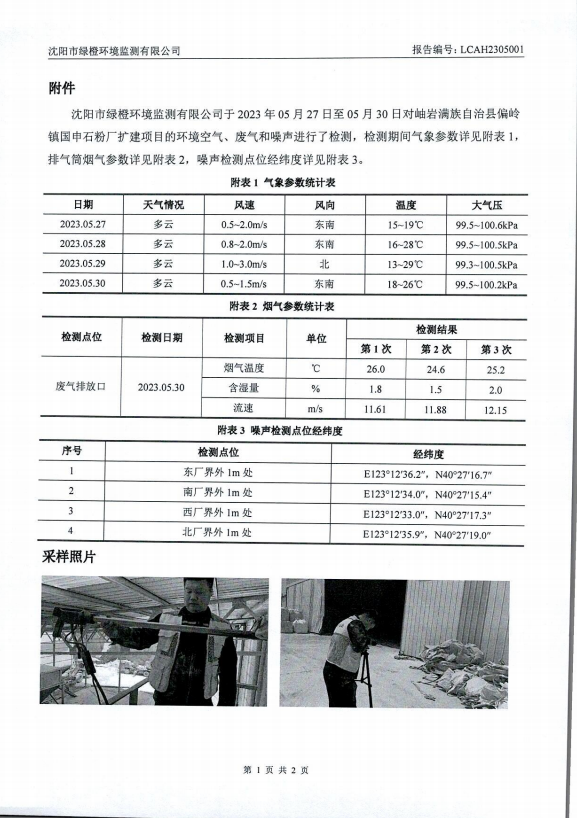 沈阳市绿橙环境监测有限公司 报告编号：LCAH2305001
附件
沈阳市绿橙环境监测有限公司于 2023 年 05 月 27 日至 05 月 30 日对岫岩满族自治县偏岭
镇国申石粉厂扩建项目的环境空气、废气和噪声进行了检测，检测期间气象参数详见附表 1，
排气筒烟气参数详见附表 2，噪声检测点位经纬度详见附表 3。
附表 1 气象参数统计表
日期 天气情况 风速 风向 温度 大气压
2023.05.27 多云 0.5~2.0m/s 东南 15~19℃ 99.5~100.6kPa
2023.05.28 多云 0.8~2.0m/s 东南 16~28℃ 99.5~100.5kPa
2023.05.29 多云 1.0~3.0m/s 北 13~29℃ 99.3~100.5kPa
2023.05.30 多云 0.5~1.5m/s 东南 18~26℃ 99.5~100.2kPa
附表 2 烟气参数统计表
检测点位 检测日期 检测项目 单位 检测结果
第 1 次 第 2 次 第 3 次
废气排放口 2023.05.30 烟气温度 ℃ 26.0 24.6 25.2
含湿量 % 1.8 1.5 2.0
流速 m/s 11.61 11.88 12.15
附表 3 噪声检测点位经纬度
序号 检测点位 经纬度
1 东厂界外 1m 处 E123°12′36.2″，N40°27′16.7″
2 南厂界外 1m 处 E123°12′34.0″，N40°27′15.4″
3 西厂界外 1m 处 E123°12′33.0″，N40°27′17.3″
4 北厂界外 1m 处 E123°12′35.9″，N40°27′19.0″
采样照片
第 1 页 共 2 页